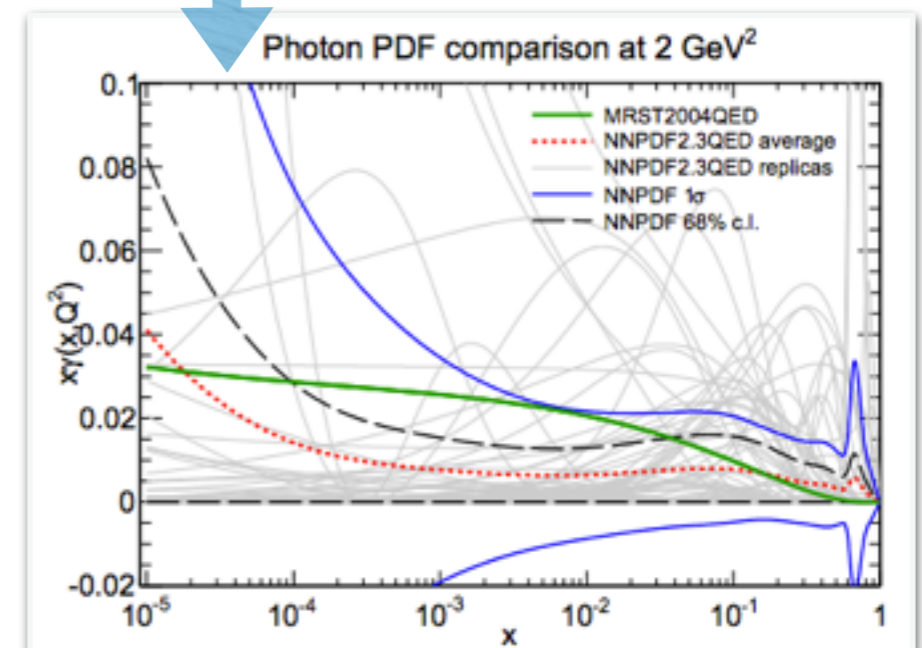 Photon PDF comparison at 2 GeV²
xγ(x,Q²)
0.1
0.08
0.06
0.04
0.02
0
-0.02
MRST2004QED
NNPDF2.3QED average
NNPDF2.3QED replicas
NNPDF 1σ
NNPDF 68% c.l.
10⁻⁵ 10⁻⁴ 10⁻³ 10⁻² 10⁻¹ 1
x